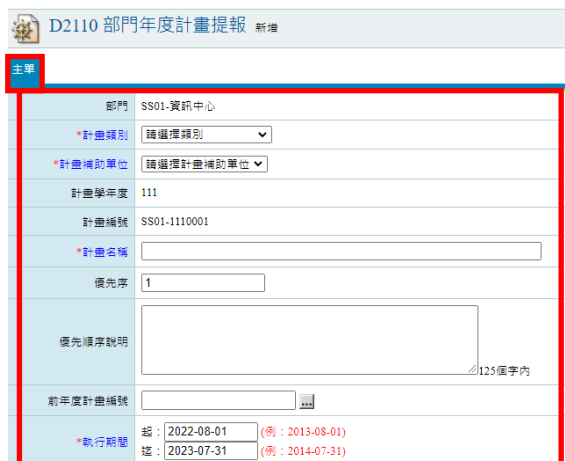 D2110 部門年度計畫提報 新增
主單
部門 SS01-資訊中心
*計畫類別 請選擇類別
*計畫補助單位 請選擇計畫補助單位
計畫學年度 111
計畫編號 SS01-1110001
*計畫名稱
優先序 1
優先順序說明 125個字內
前年度計畫編號 ...
*執行期間 起：2022-08-01 (例：2013-08-01)
迄：2023-07-31 (例：2014-07-31)